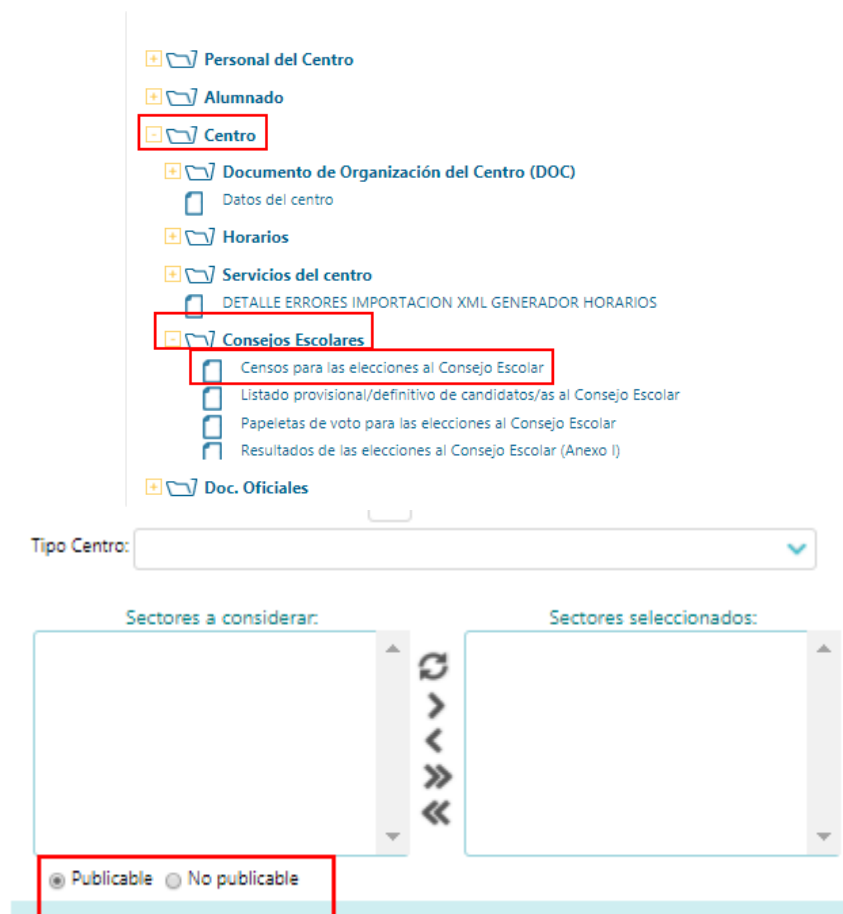 Personal del Centro
Alumnado
Centro
Documento de Organización del Centro (DOC)
Datos del centro
Horarios
Servicios del centro
DETALLE ERRORES IMPORTACION XML GENERADOR HORARIOS
Consejos Escolares
Censos para las elecciones al Consejo Escolar
Listado provisional/definitivo de candidatos/as al Consejo Escolar
Papeletas de voto para las elecciones al Consejo Escolar
Resultados de las elecciones al Consejo Escolar (Anexo I)
Doc. Oficiales
Tipo Centro:
Sectores a considerar: Sectores seleccionados:
Publicable No publicable